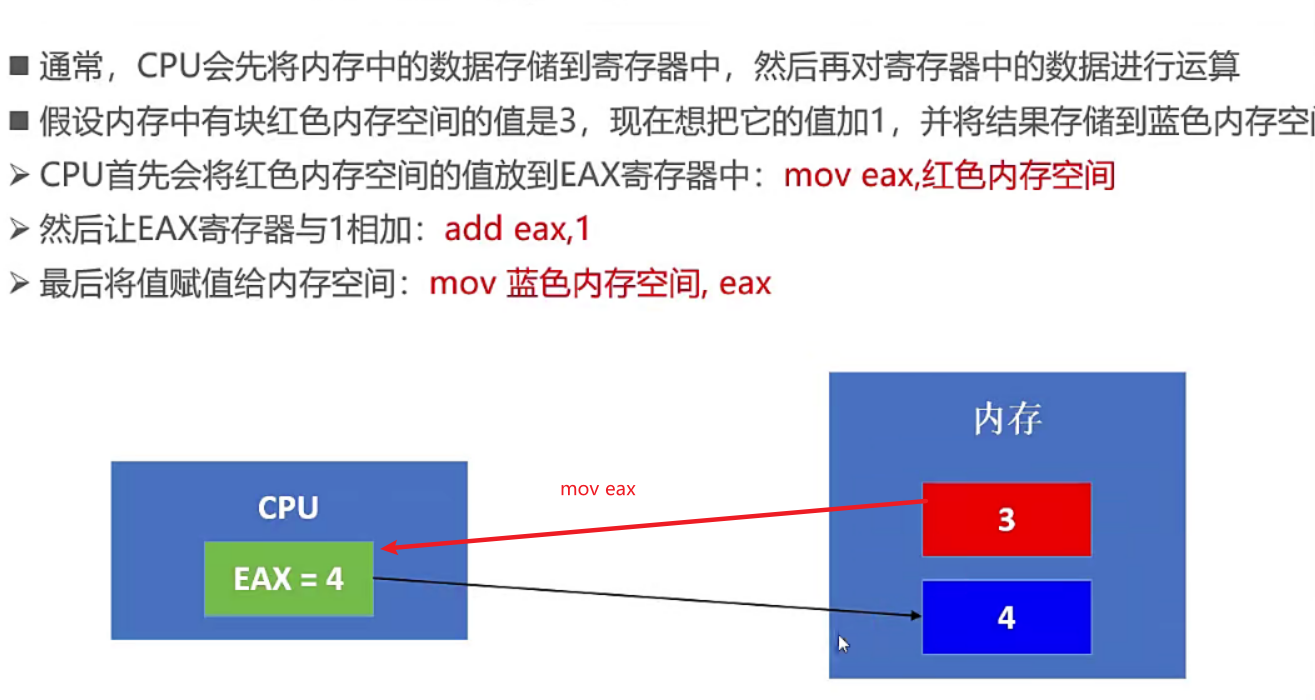 ■ 通常，CPU会先将内存中的数据存储到寄存器中，然后再对寄存器中的数据进行运算
■ 假设内存中有块红色内存空间的值是3，现在想把它的值加1，并将结果存储到蓝色内存空
➢ CPU首先会将红色内存空间的值放到EAX寄存器中：mov eax,红色内存空间
➢ 然后让EAX寄存器与1相加：add eax,1
➢ 最后将值赋值给内存空间：mov 蓝色内存空间, eax
内存
mov eax
CPU
3
EAX = 4
4